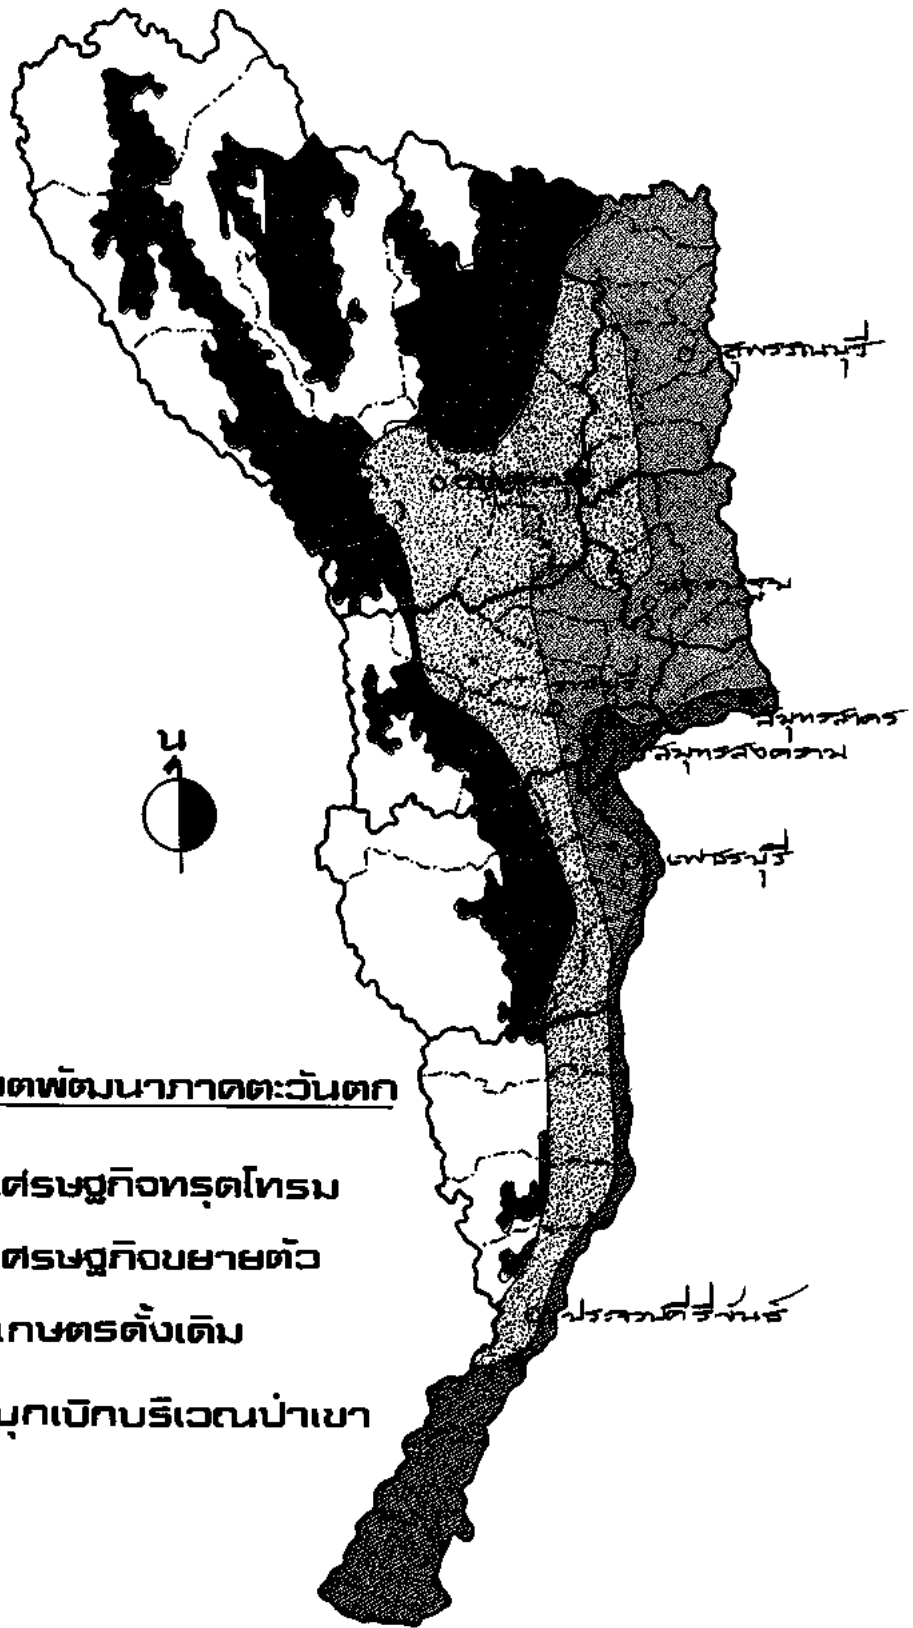 สุพรรณบุรี
สมุทรสาคร
สมุทรสงคราม
น
เพชรบุรี
ขตพัฒนาภาคตะวันตก
เศรษฐกิจทรุดโทรม
เศรษฐกิจขยายตัว
เกษตรดั้งเดิม
ประจวบคีรีขันธ์
บุกเบิกบริเวณป่าเขา